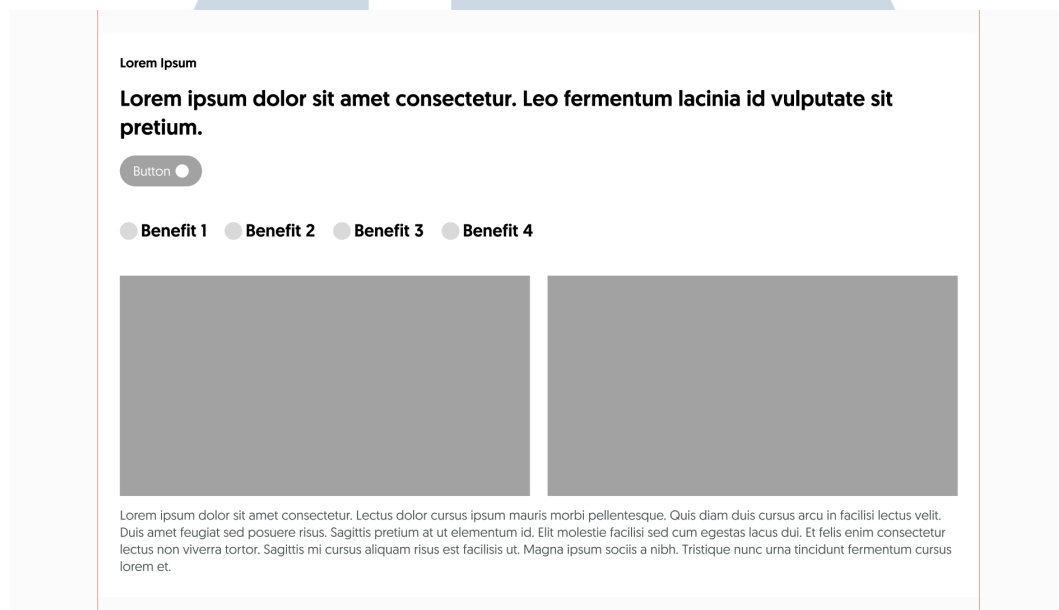 Lorem Ipsum
Lorem ipsum dolor sit amet consectetur. Leo fermentum lacinia id vulputate sit
pretium.
Button
Benefit 1 Benefit 2 Benefit 3 Benefit 4
Lorem ipsum dolor sit amet consectetur. Lectus dolor cursus ipsum mauris morbi pellentesque. Quis diam duis cursus arcu in facilisi lectus velit.
Duis amet feugiat sed posuere risus. Sagittis pretium at ut elementum id. Elit molestie facilisi sed cum egestas lacus dui. Et felis enim consectetur
lectus non viverra tortor. Sagittis mi cursus aliquam risus est facilisis ut. Magna ipsum sociis a nibh. Tristique nunc urna tincidunt fermentum cursus
lorem et.